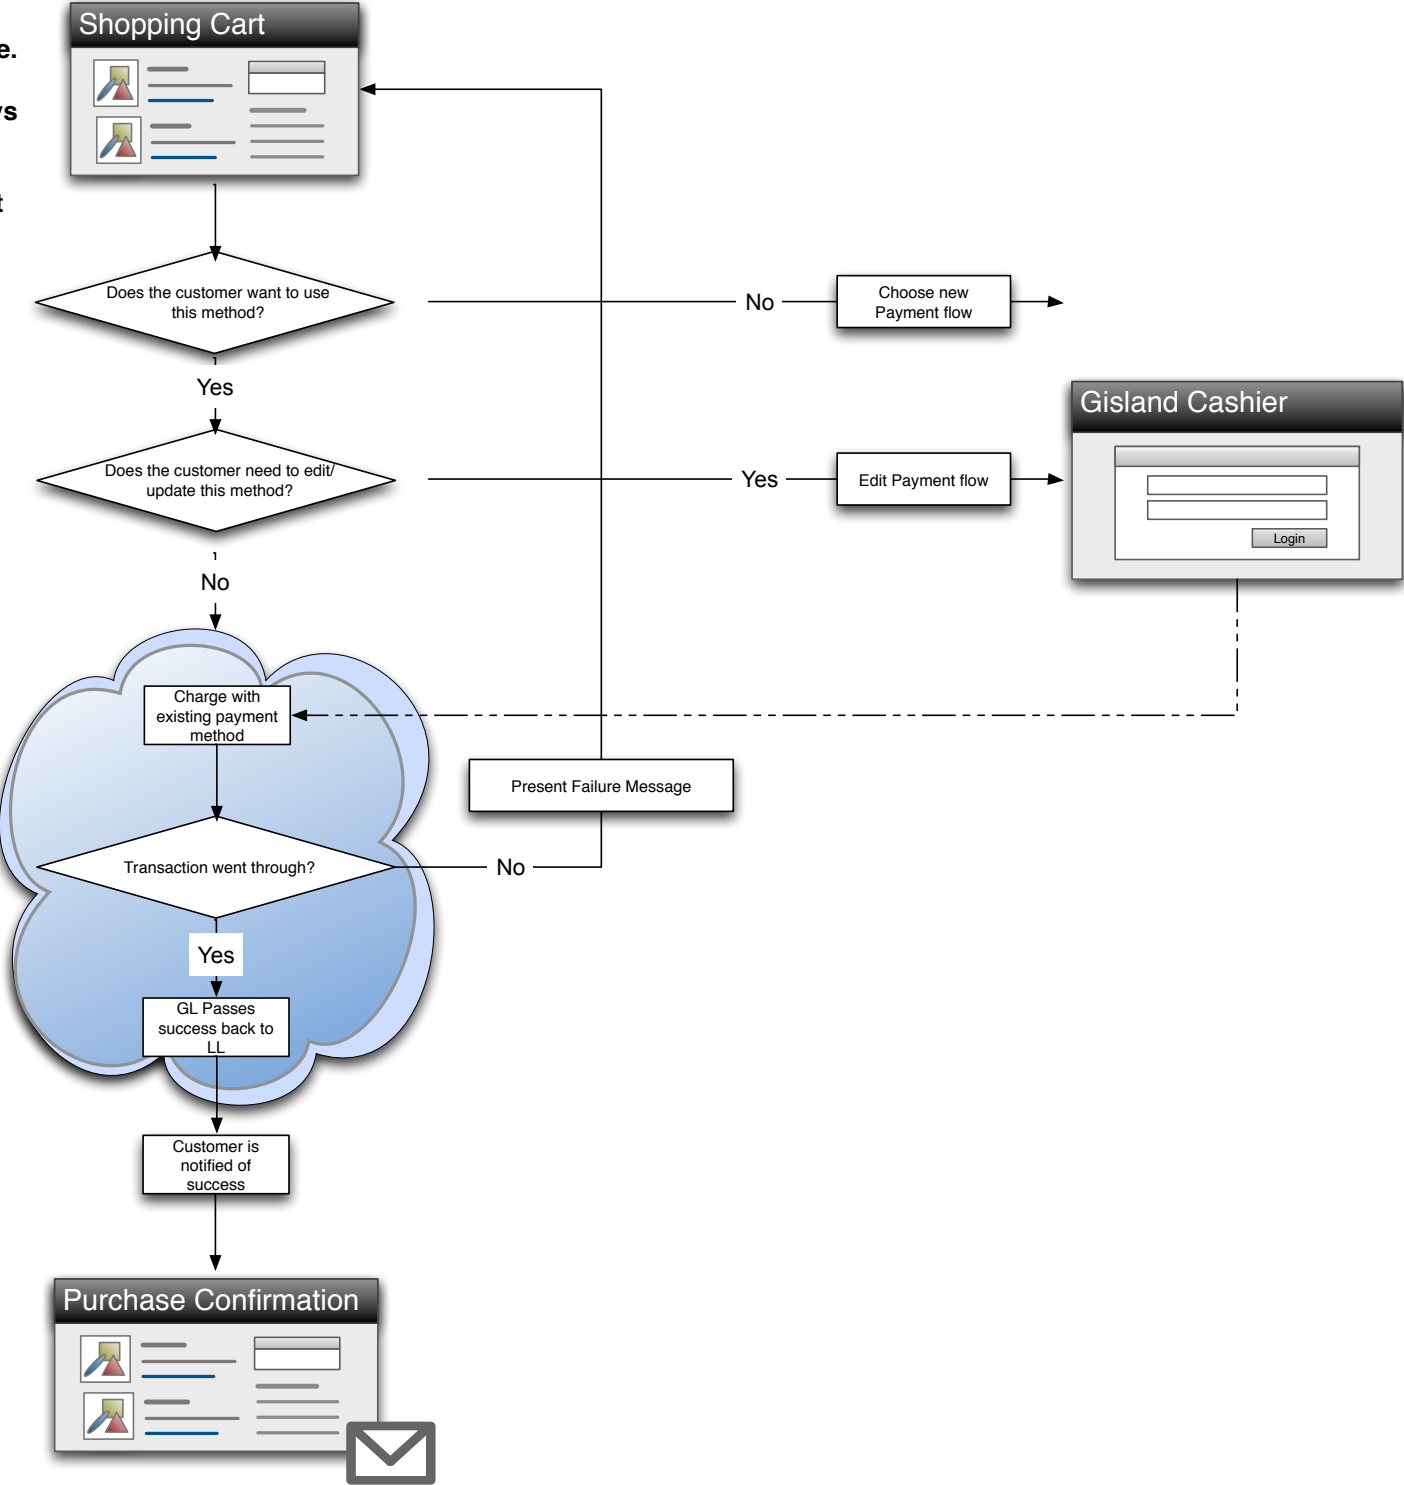 Shopping Cart
e.
ys
t
Does the customer want to use
this method?
No
Choose new
Payment flow
Yes
Gisland Cashier
Does the customer need to edit/
update this method?
Yes
Edit Payment flow
Login
No
Charge with
existing payment
method
Present Failure Message
Transaction went through?
No
Yes
GL Passes
success back to
LL
Customer is
notified of
success
Purchase Confirmation